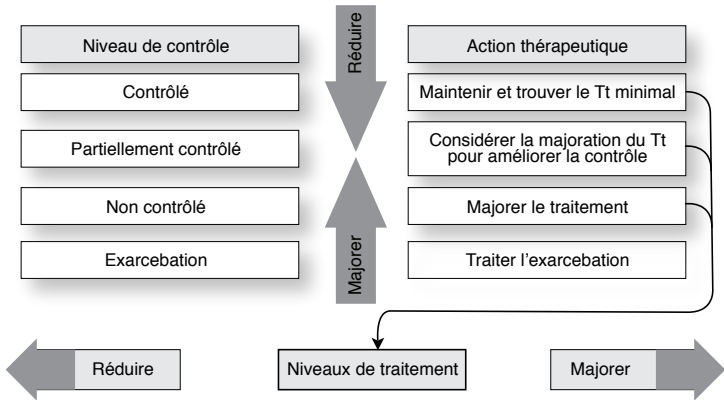 Niveau de contrôle
Réduire
Action thérapeutique
Contrôlé
Maintenir et trouver le Tt minimal
Partiellement contrôlé
Considérer la majoration du Tt
pour améliorer la contrôle
Non contrôlé
Majorer le traitement
Exarcebation
Majorer
Traiter l’exarcebation
Réduire
Niveaux de traitement
Majorer